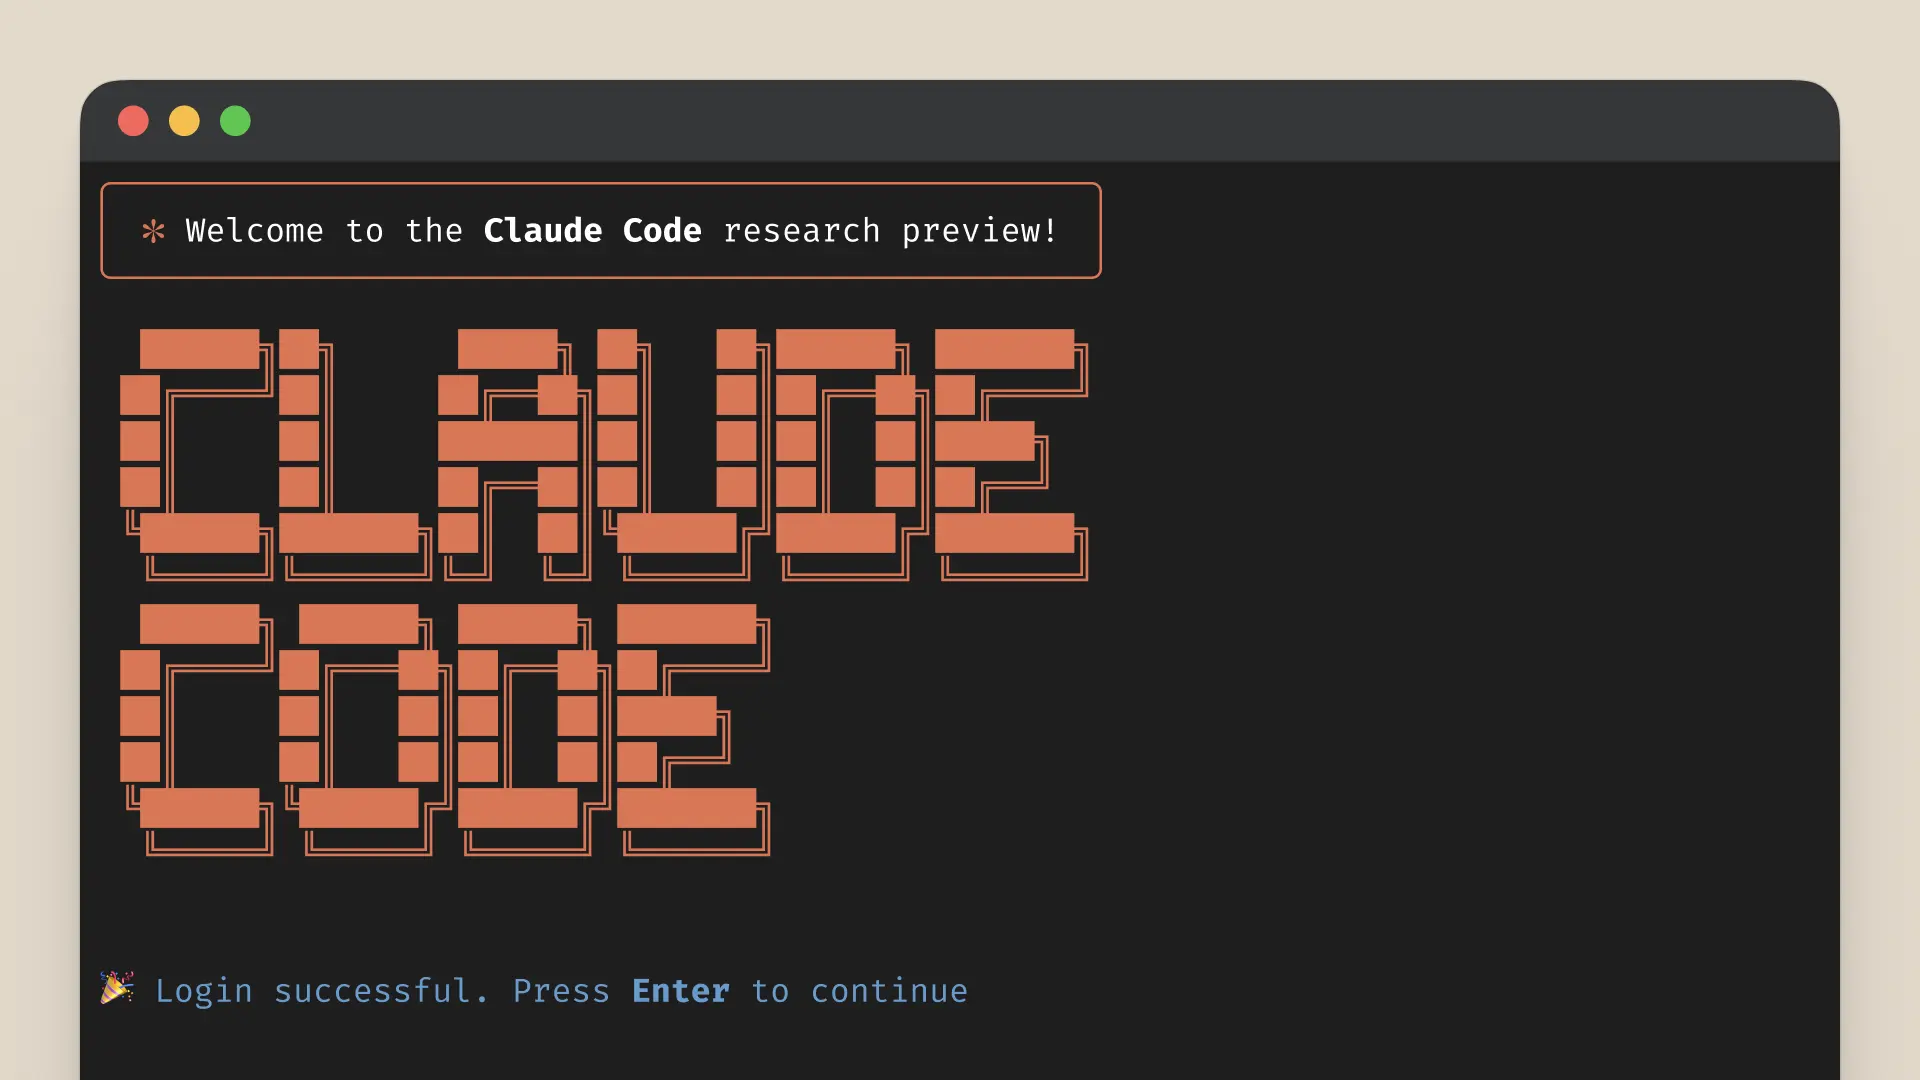 ✻ Welcome to the Claude Code research preview!
CLAUDE
CODE
🎉 Login successful. Press Enter to continue